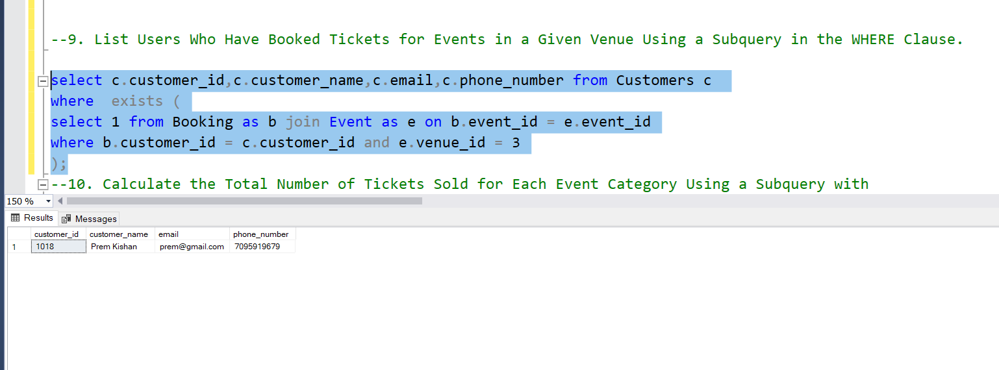 --9. List Users Who Have Booked Tickets for Events in a Given Venue Using a Subquery in the WHERE Clause.
select c.customer_id,c.customer_name,c.email,c.phone_number from Customers c
where  exists (
select 1 from Booking as b join Event as e on b.event_id = e.event_id
where b.customer_id = c.customer_id and e.venue_id = 3
);
--10. Calculate the Total Number of Tickets Sold for Each Event Category Using a Subquery with
150 %
Results Messages
customer_id customer_name email phone_number
1 1018 Prem Kishan prem@gmail.com 7095919679